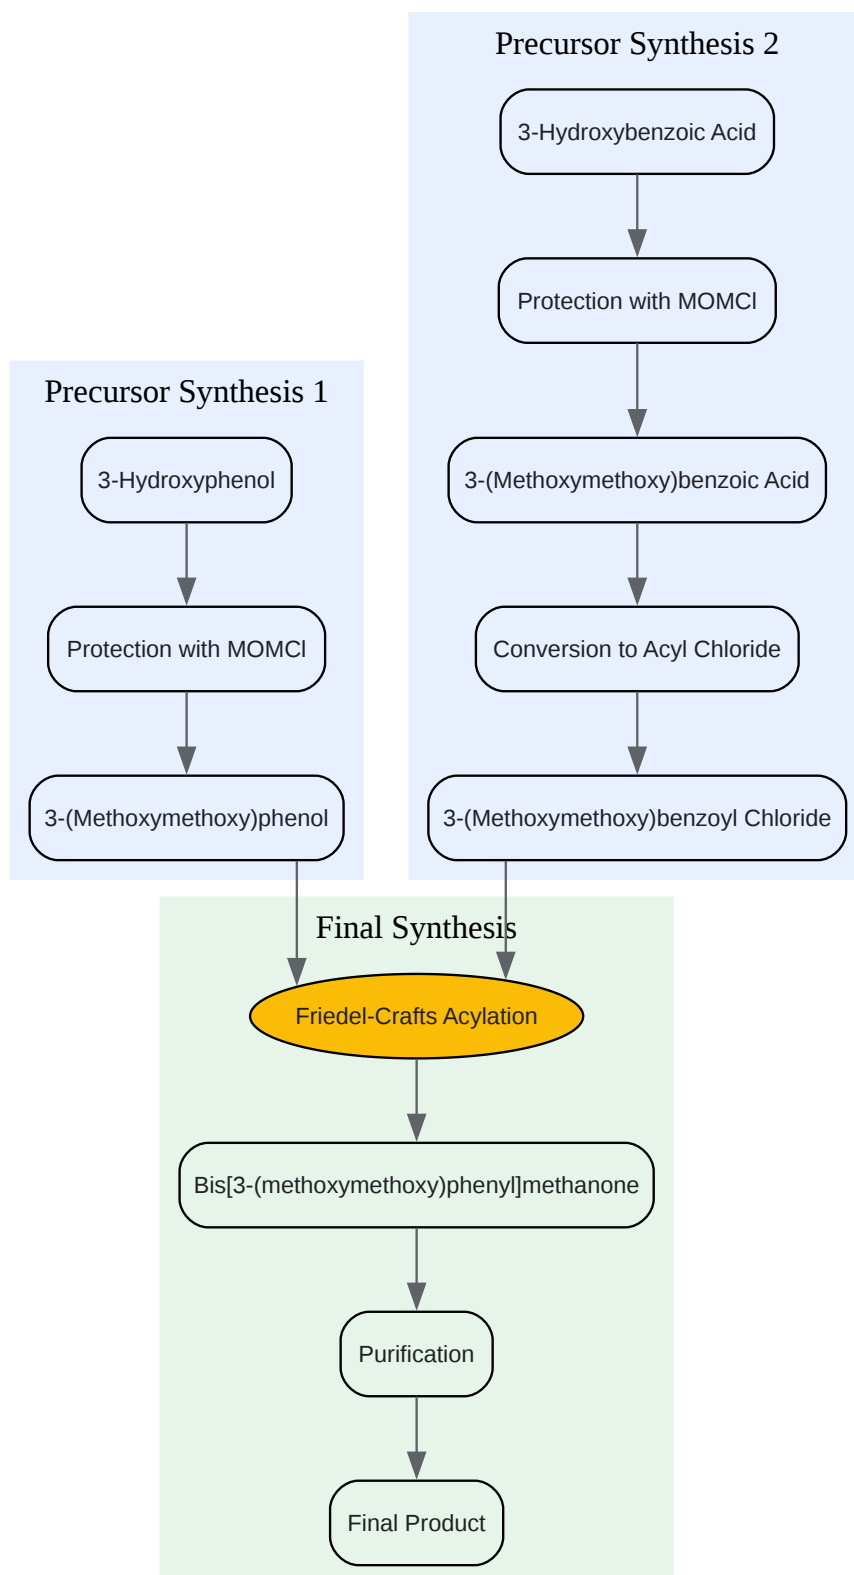 Precursor Synthesis 2
3-Hydroxybenzoic Acid
Protection with MOMCl
3-(Methoxymethoxy)benzoic Acid
Conversion to Acyl Chloride
3-(Methoxymethoxy)benzoyl Chloride
Precursor Synthesis 1
3-Hydroxyphenol
Protection with MOMCl
3-(Methoxymethoxy)phenol
Final Synthesis
Friedel-Crafts Acylation
Bis[3-(methoxymethoxy)phenyl]methanone
Purification
Final Product